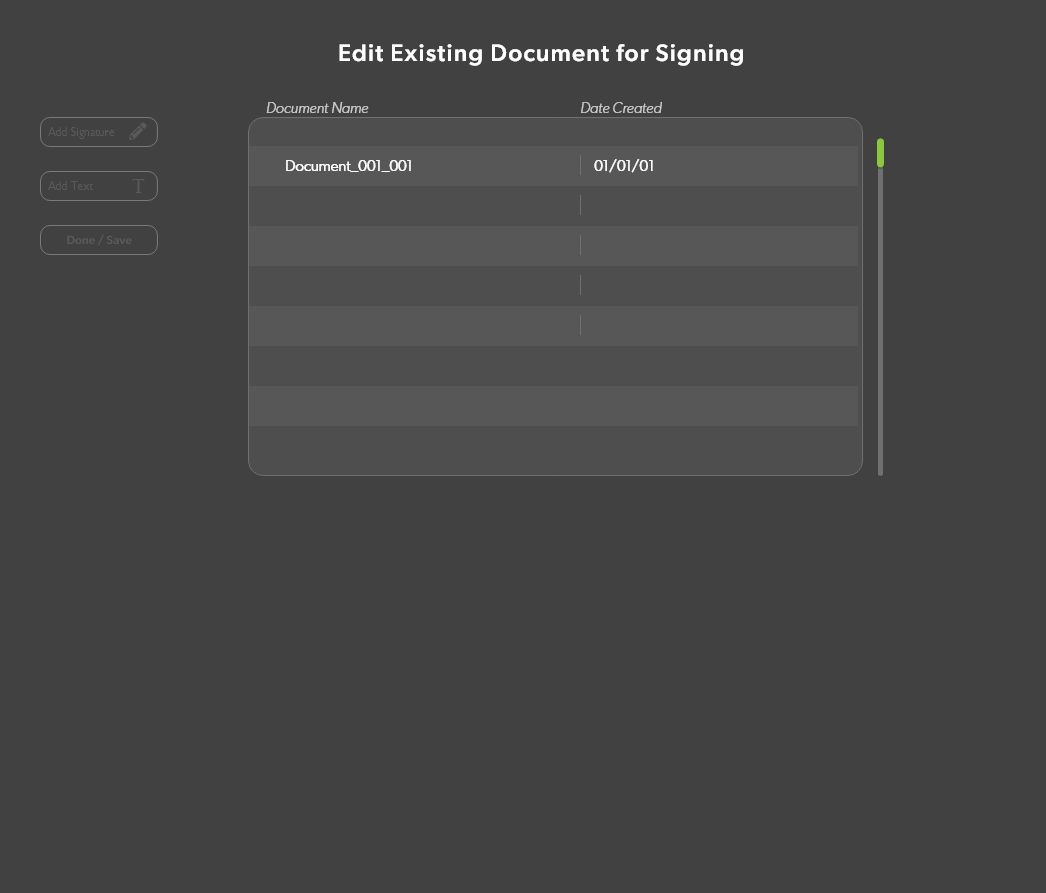 Edit Existing Document for Signing
Document Name Date Created
Add Signature
Document_001_001 01/01/01
Add Text T
Done / Save